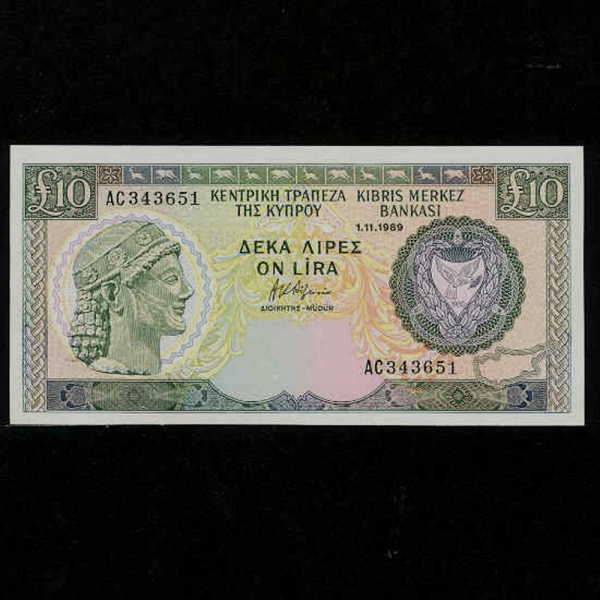 £10
£10
AC343651
ΚΕΝΤΡΙΚΗ ΤΡΑΠΕΖΑ
ΤΗΣ ΚΥΠΡΟΥ
KIBRIS MERKEZ
BANKASI
1.11.1989
ΔΕΚΑ ΛΙΡΕΣ
ON LİRA
ΔΙΟΙΚΗΤΗΣ - MÜDÜR
AC343651